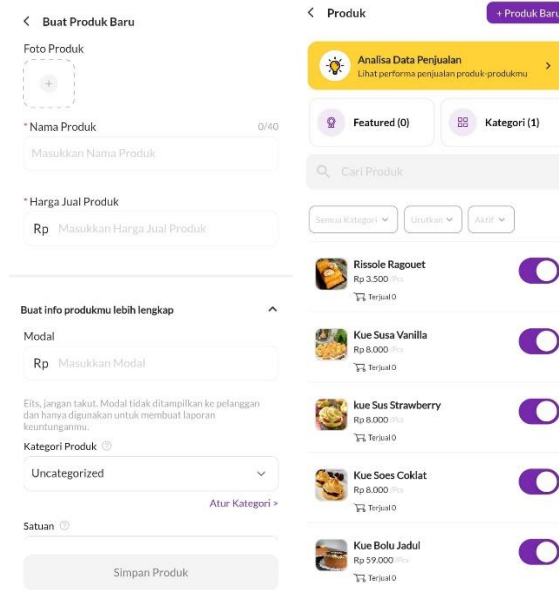 Buat Produk Baru
Foto Produk
+
* Nama Produk 0/40
Masukkan Nama Produk
* Harga Jual Produk
Rp Masukkan Harga Jual Produk
Buat info produkmu lebih lengkap
Modal
Rp Masukkan Modal
Eits, jangan takut. Modal tidak ditampilkan ke pelanggan
dan hanya digunakan untuk membuat laporan
keuntunganmu.
Kategori Produk ?
Uncategorized
Atur Kategori >
Satuan ?
Simpan Produk
Produk
+ Produk Baru
Analisa Data Penjualan
Lihat performa penjualan produk-produkmu
Featured (0)
Kategori (1)
Cari Produk
Semua Kategori
Urutkan
Aktif
Rissole Ragouet
Rp 3.500 /Pcs
Terjual 0
Kue Susa Vanilla
Rp 8.000 /Pcs
Terjual 0
kue Sus Strawberry
Rp 8.000 /Pcs
Terjual 0
Kue Soes Coklat
Rp 8.000 /Pcs
Terjual 0
Kue Bolu Jadul
Rp 59.000 /Pcs
Terjual 0